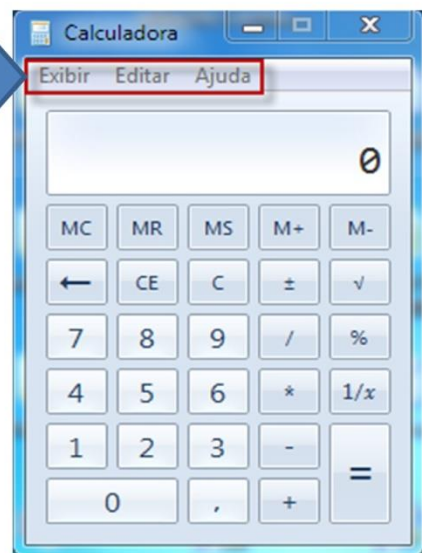 Calculadora
Exibir Editar Ajuda
0
MC MR MS M+ M-
← CE C ± √
7 8 9 / %
4 5 6 * 1/x
1 2 3 - =
0 , +